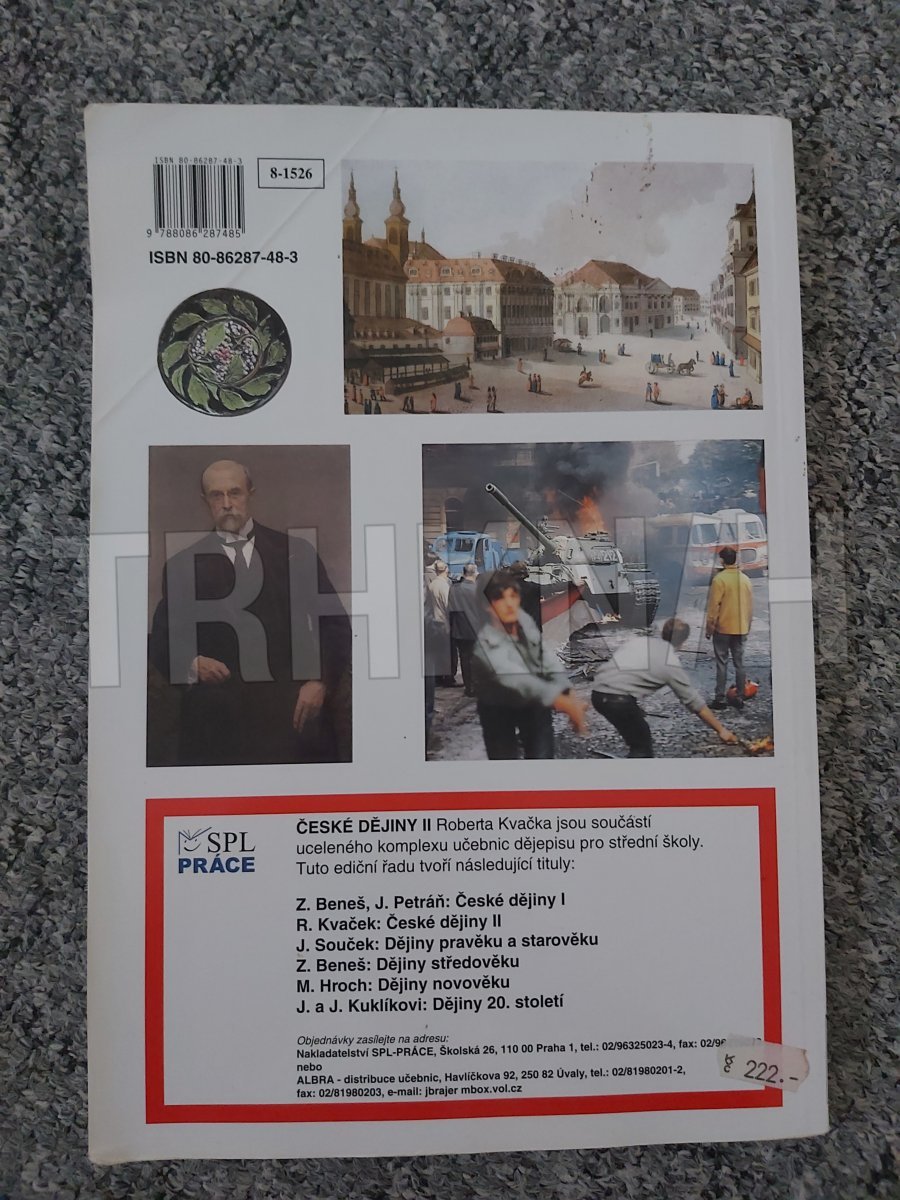 ISBN 80-86287-48-3
8-1526
9 788086 287485
ISBN 80-86287-48-3
TRHKNIH
SPL
PRÁCE
ČESKÉ DĚJINY II Roberta Kvačka jsou součástí
uceleného komplexu učebnic dějepisu pro střední školy.
Tuto ediční řadu tvoří následující tituly:
Z. Beneš, J. Petráň: České dějiny I
R. Kvaček: České dějiny II
J. Souček: Dějiny pravěku a starověku
Z. Beneš: Dějiny středověku
M. Hroch: Dějiny novověku
J. a J. Kuklíkovi: Dějiny 20. století
Objednávky zasílejte na adresu:
Nakladatelství SPL-PRÁCE, Školská 26, 110 00 Praha 1, tel.: 02/96325023-4, fax: 02/96
nebo
ALBRA - distribuce učebnic, Havlíčkova 92, 250 82 Úvaly, tel.: 02/81980201-2,
fax: 02/81980203, e-mail: jbrajer mbox.vol.cz
222.-